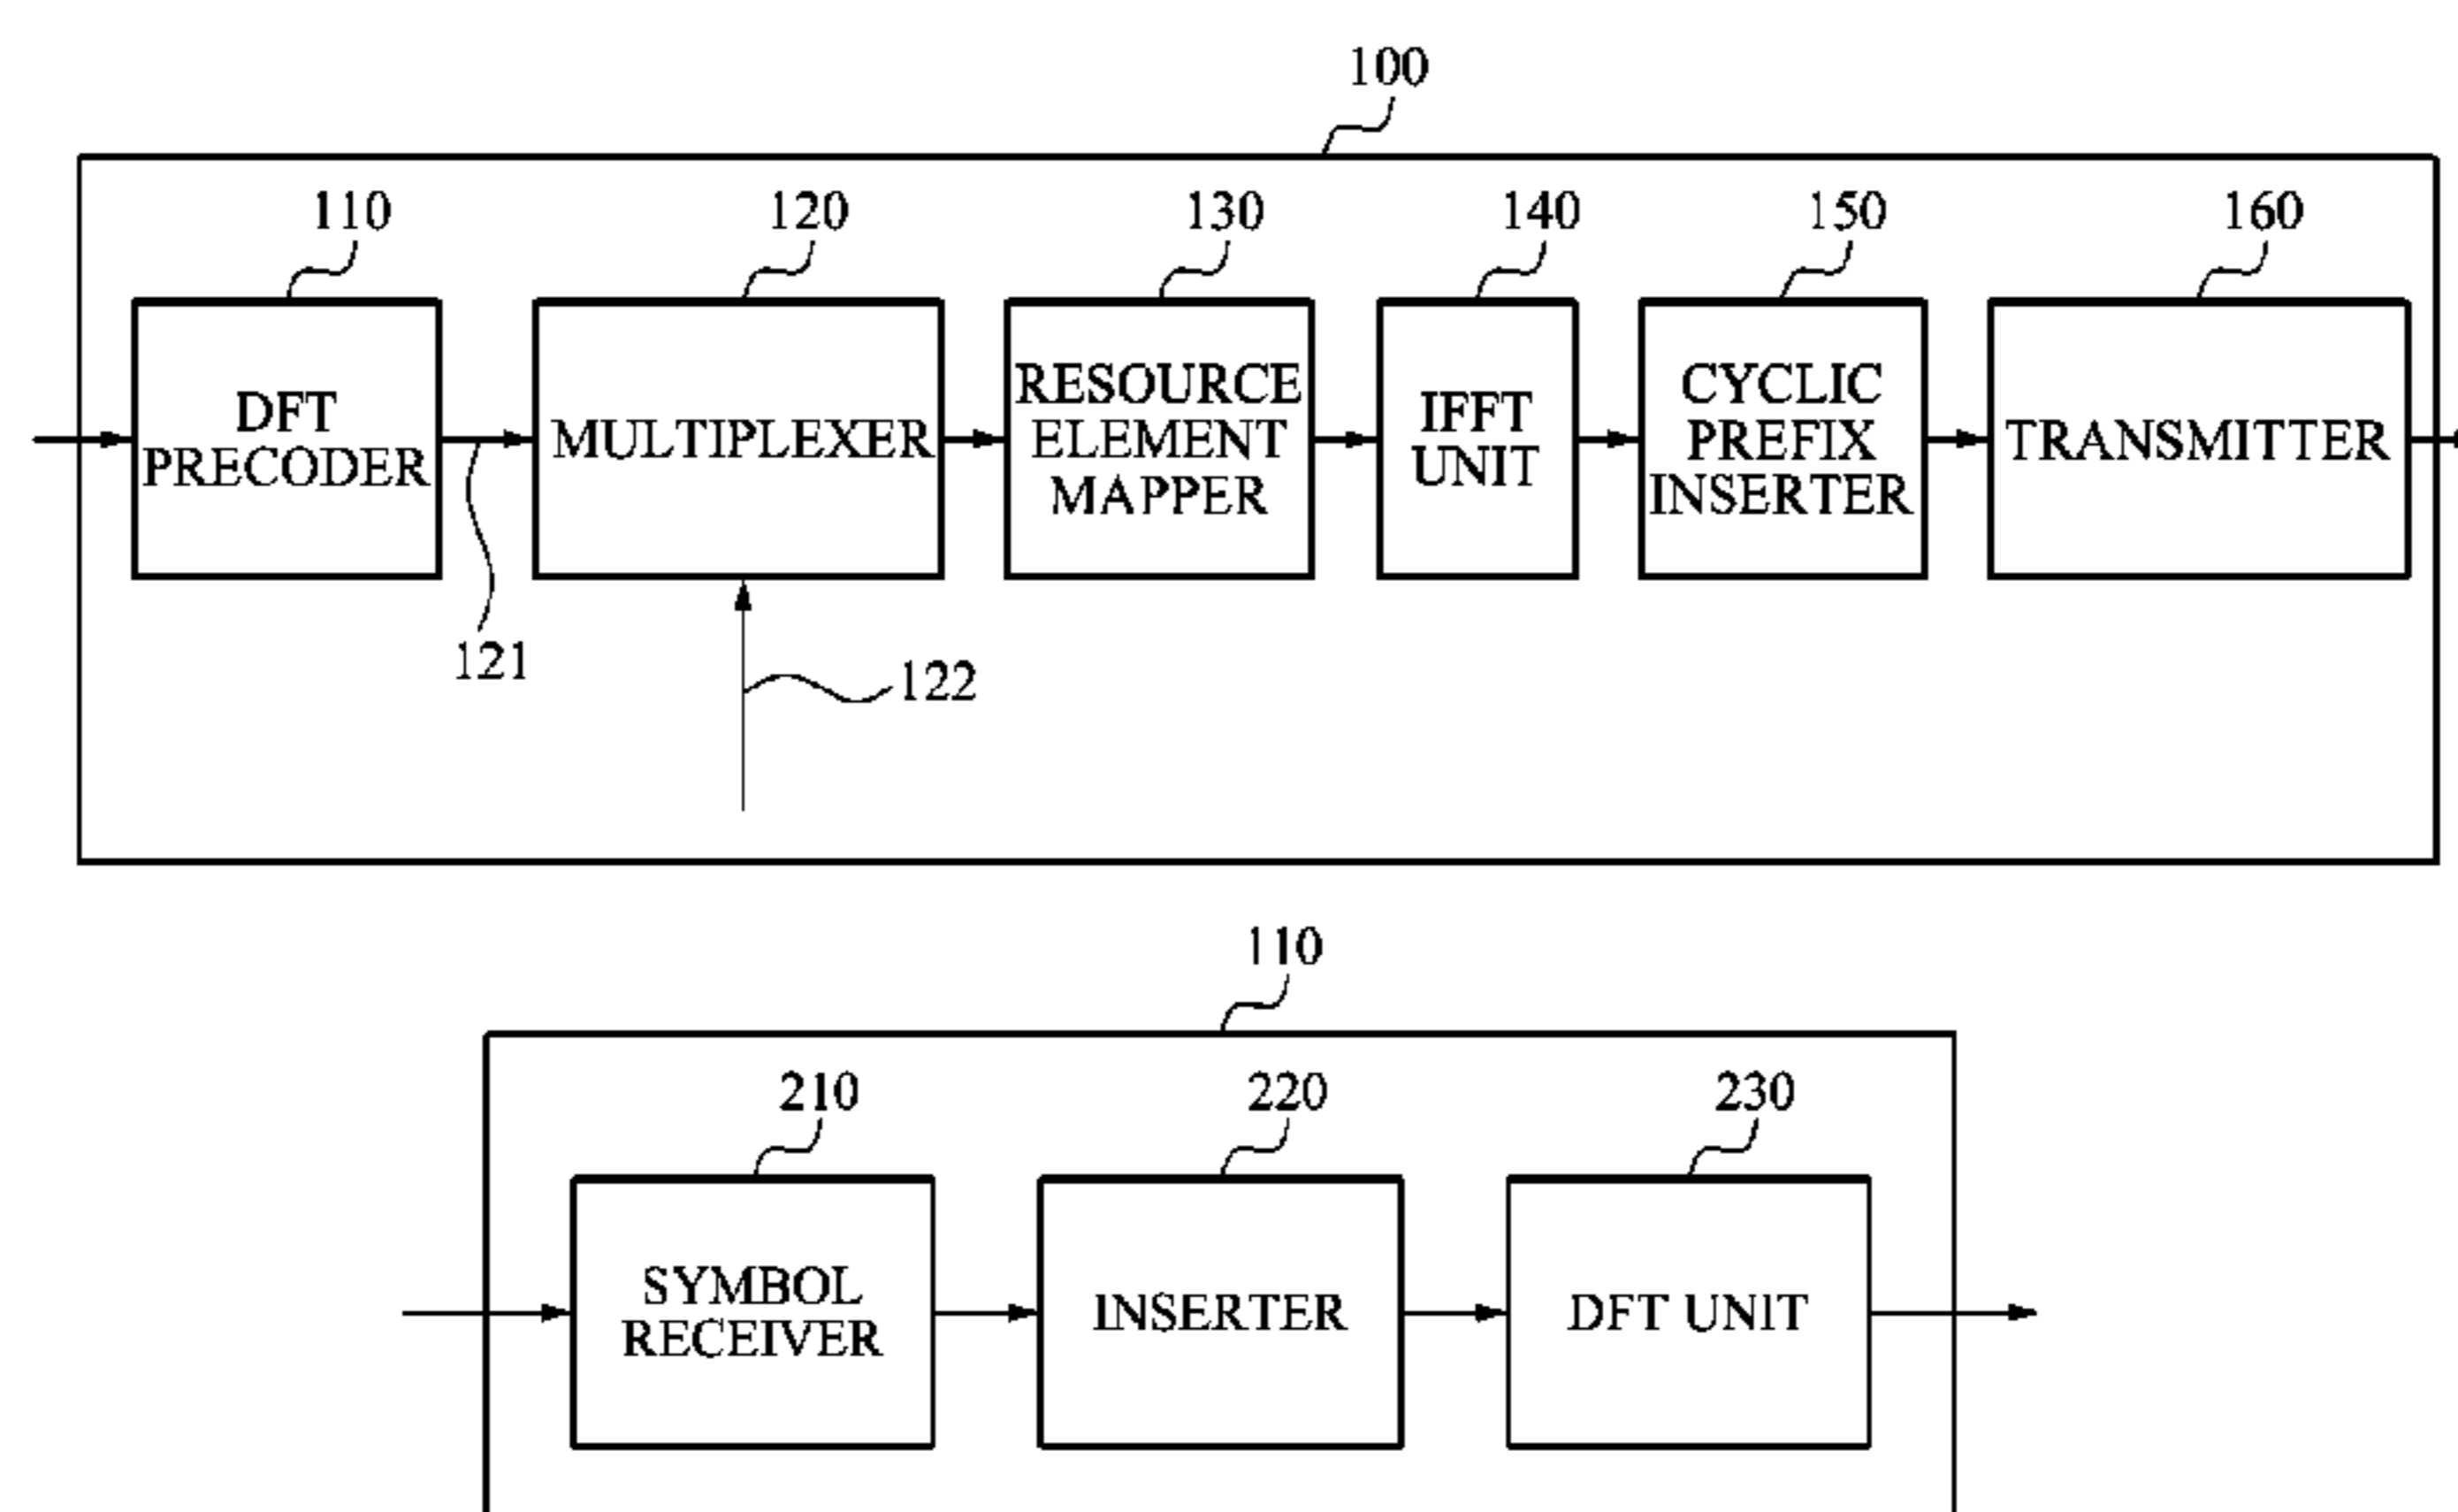 100
110
120
130
140
150
160
DFT
PRECODER
MULTIPLEXER
RESOURCE
ELEMENT
MAPPER
IFFT
UNIT
CYCLIC
PREFIX
INSERTER
TRANSMITTER
121
122
110
210
220
230
SYMBOL
RECEIVER
INSERTER
DFT UNIT